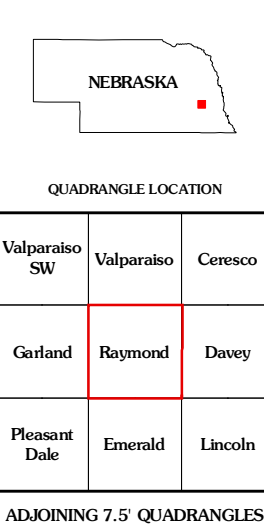 NEBRASKA
QUADRANGLE LOCATION
Valparaiso
SW
Valparaiso
Ceresco
Garland
Raymond
Davey
Pleasant
Dale
Emerald
Lincoln
ADJOINING 7.5' QUADRANGLES